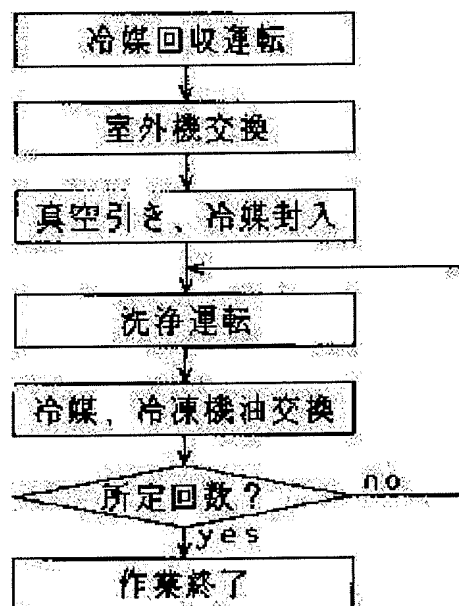 冷媒回収運転
室外機交換
真空引き、冷媒封入
洗浄運転
冷媒、冷凍機油交換
所定回数?
no
yes
作業終了